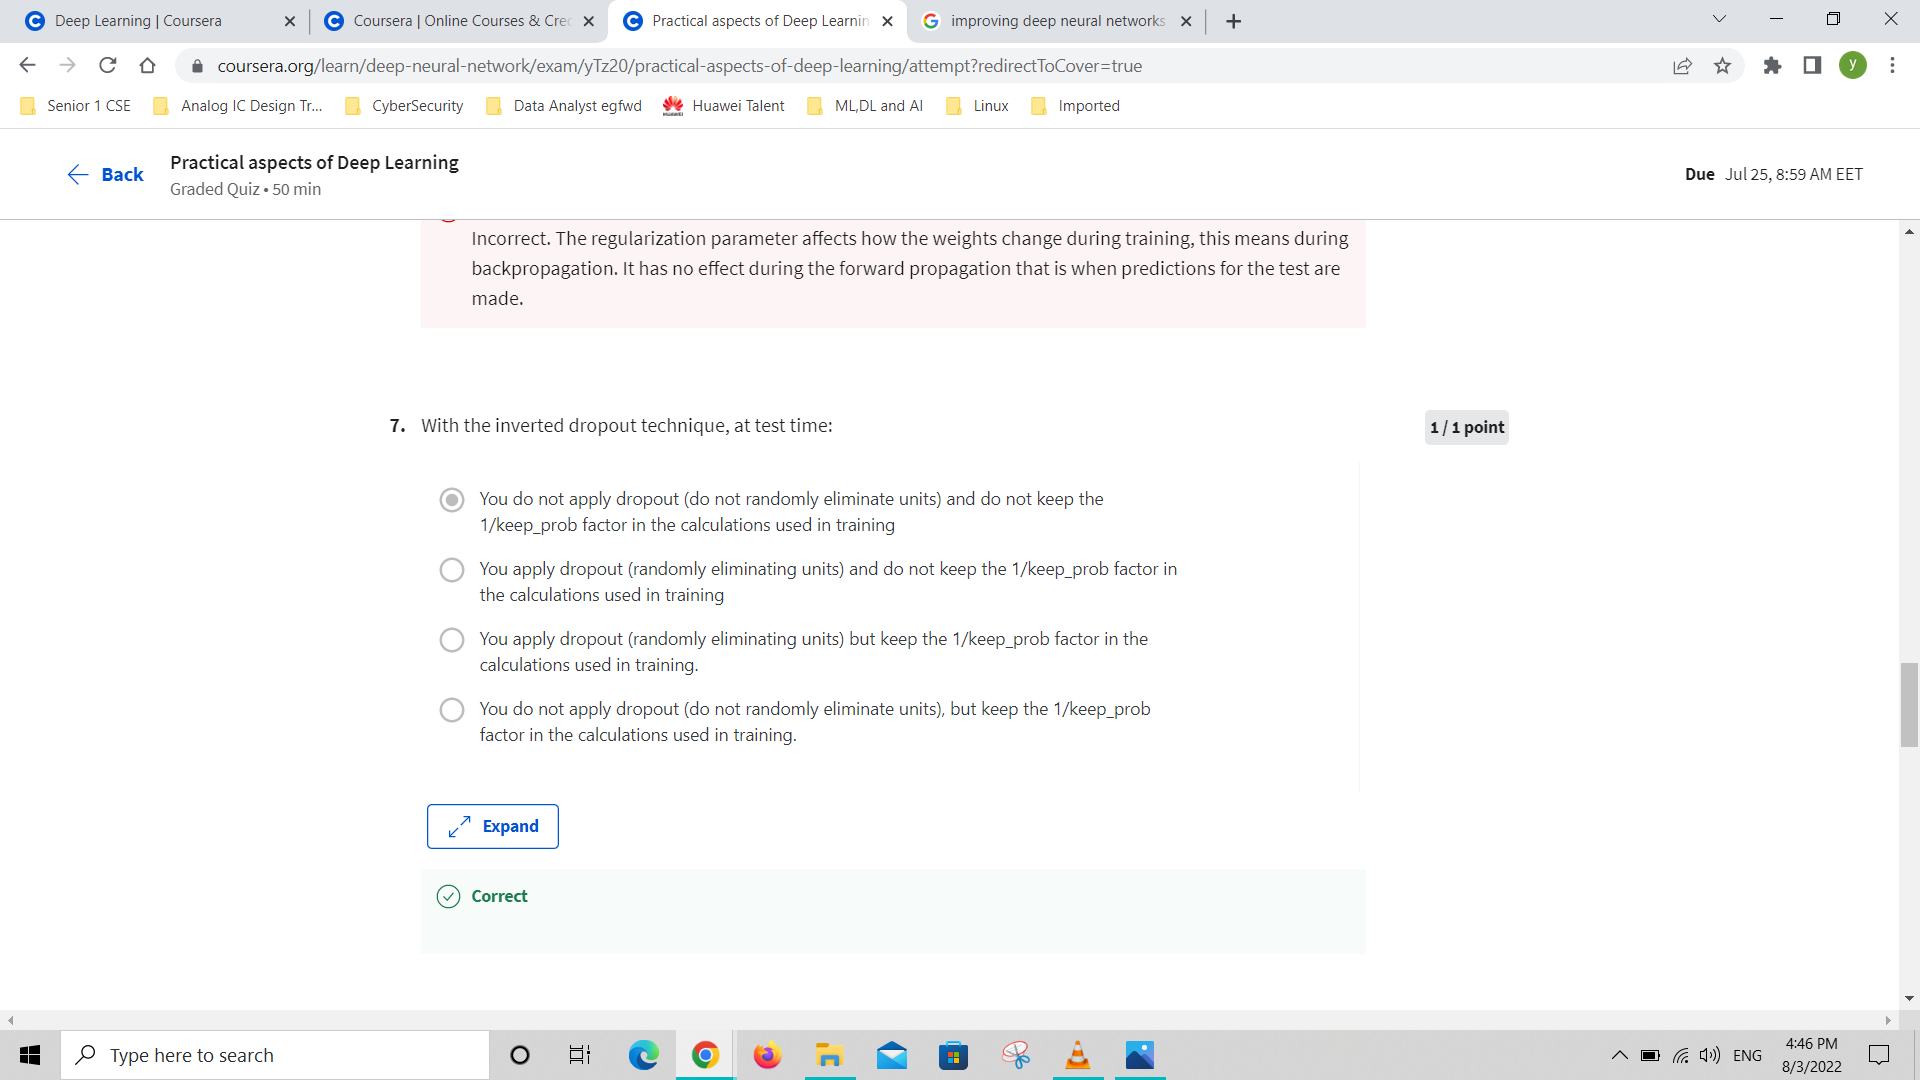 Deep Learning | Coursera
Coursera | Online Courses & Crec
Practical aspects of Deep Learnin
improving deep neural networks
coursera.org/learn/deep-neural-network/exam/yTz20/practical-aspects-of-deep-learning/attempt?redirectToCover=true
y
Senior 1 CSE
Analog IC Design Tr...
CyberSecurity
Data Analyst egfwd
Huawei Talent
ML,DL and AI
Linux
Imported
Back
Practical aspects of Deep Learning
Graded Quiz • 50 min
Due Jul 25, 8:59 AM EET
Incorrect. The regularization parameter affects how the weights change during training, this means during
backpropagation. It has no effect during the forward propagation that is when predictions for the test are
made.
7. With the inverted dropout technique, at test time:
1 / 1 point
You do not apply dropout (do not randomly eliminate units) and do not keep the
1/keep_prob factor in the calculations used in training
You apply dropout (randomly eliminating units) and do not keep the 1/keep_prob factor in
the calculations used in training
You apply dropout (randomly eliminating units) but keep the 1/keep_prob factor in the
calculations used in training.
You do not apply dropout (do not randomly eliminate units), but keep the 1/keep_prob
factor in the calculations used in training.
Expand
Correct
Type here to search
ENG
4:46 PM
8/3/2022